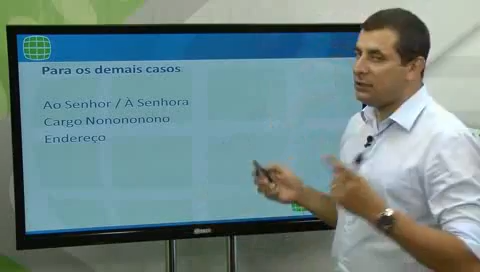 Para os demais casos
Ao Senhor / À Senhora
Cargo Nonononono
Endereço